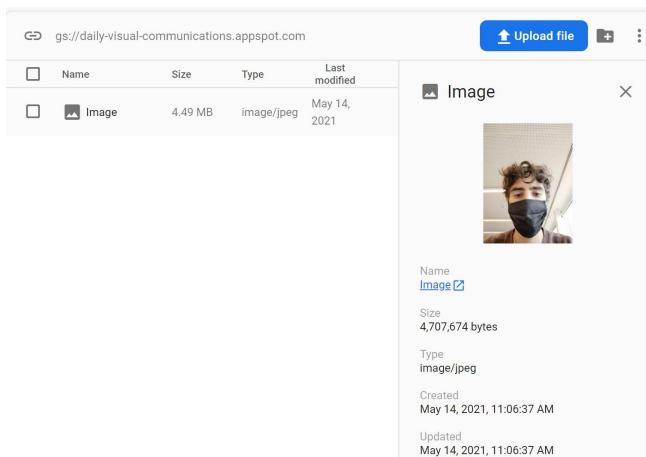 gs://daily-visual-communications.appspot.com
Upload file
Name Size Type Last modified
Image 4.49 MB image/jpeg May 14, 2021
Image
Name
Image
Size
4,707,674 bytes
Type
image/jpeg
Created
May 14, 2021, 11:06:37 AM
Updated
May 14, 2021, 11:06:37 AM